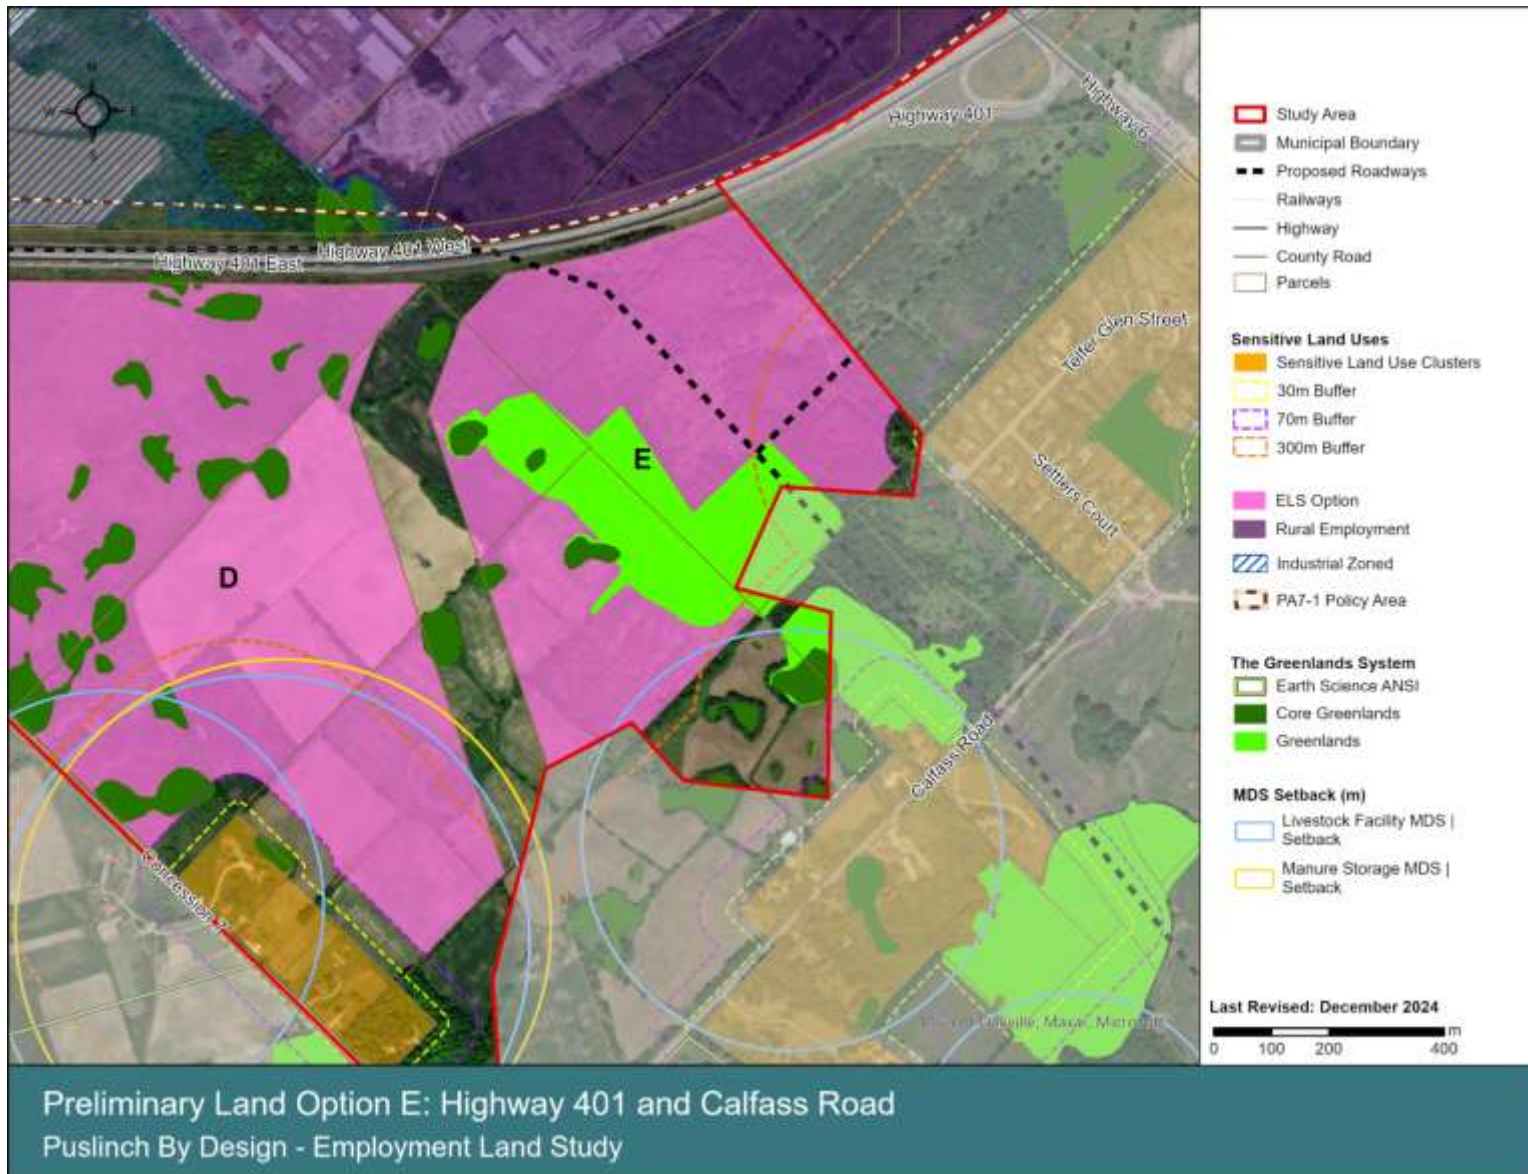 N
W
E
S
Highway 401
Highway 6
Highway 401 West
Highway 401 East
Telfer Glen Street
Settlers Court
E
D
Calfass Road
Concession 7
Study Area
Municipal Boundary
Proposed Roadways
Railways
Highway
County Road
Parcels
Sensitive Land Uses
Sensitive Land Use Clusters
30m Buffer
70m Buffer
300m Buffer
ELS Option
Rural Employment
Industrial Zoned
PA7-1 Policy Area
The Greenlands System
Earth Science ANSI
Core Greenlands
Greenlands
MDS Setback (m)
Livestock Facility MDS |
Setback
Manure Storage MDS |
Setback
Last Revised: December 2024
m
0 100 200 400
Maxar, Microsoft
Preliminary Land Option E: Highway 401 and Calfass Road
Puslinch By Design - Employment Land Study